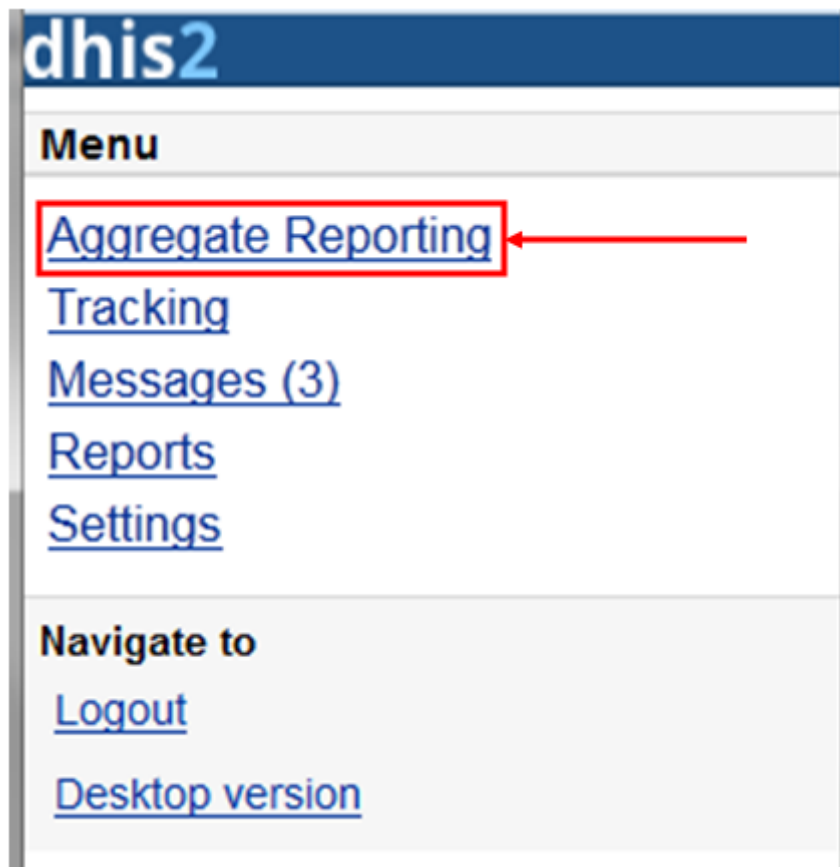 dhis2
Menu
Aggregate Reporting
Tracking
Messages (3)
Reports
Settings
Navigate to
Logout
Desktop version